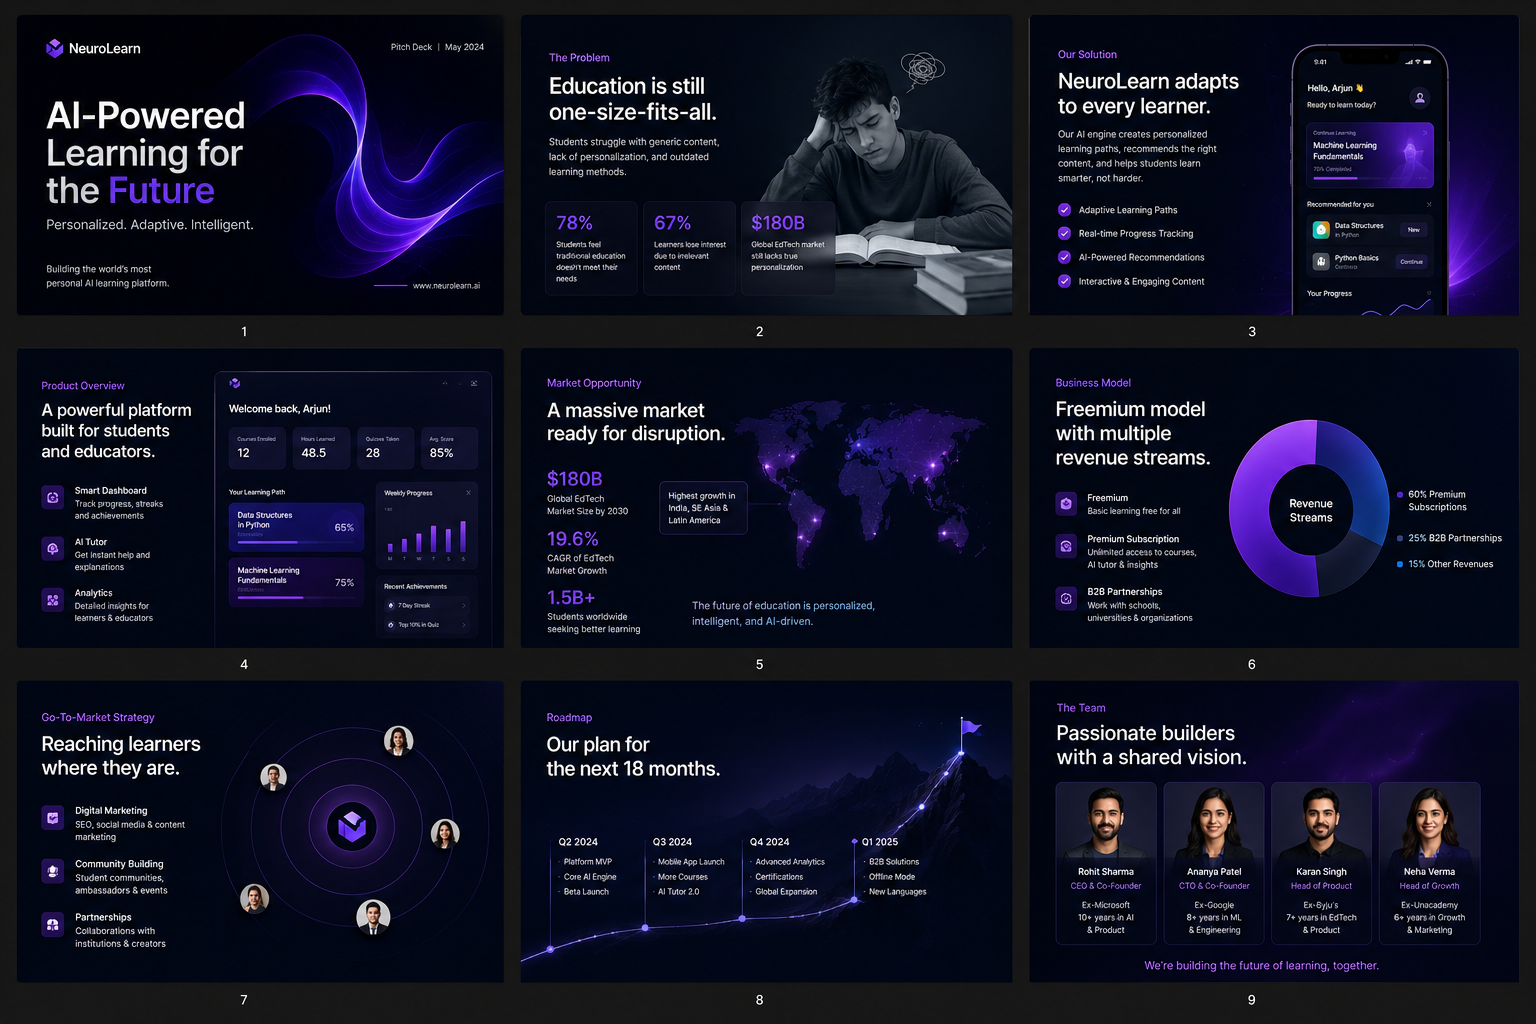 NeuroLearn
Pitch Deck | May 2024
AI-Powered
Learning for
the Future
Personalized. Adaptive. Intelligent.
Building the world's most
personal AI learning platform.
www.neurolearn.ai
1
The Problem
Education is still
one-size-fits-all.
Students struggle with generic content,
lack of personalization, and outdated
learning methods.
78%
Students feel
traditional education
doesn't meet their
needs
67%
Learners lose interest
due to irrelevant
content
$180B
Global EdTech market
still lacks true
personalization
2
Our Solution
NeuroLearn adapts
to every learner.
Our AI engine creates personalized
learning paths, recommends the right
content, and helps students learn
smarter, not harder.
Adaptive Learning Paths
Real-time Progress Tracking
AI-Powered Recommendations
Interactive & Engaging Content
9:41
Hello, Arjun 👋
Ready to learn today?
Continue Learning
Machine Learning
Fundamentals
Completed
Recommended for you
Data Structures
in Python
New
Python Basics
Continue
Your Progress
3
Product Overview
A powerful platform
built for students
and educators.
Smart Dashboard
Track progress, streaks
and achievements
AI Tutor
Get instant help and
explanations
Analytics
Detailed insights for
learners & educators
Welcome back, Arjun!
Courses Enrolled
12
Hours Learned
48.5
Quizzes Taken
28
Avg. Score
85%
Your Learning Path
Data Structures
in Python
65%
Machine Learning
Fundamentals
75%
Weekly Progress
M T W T F S S
Recent Achievements
7 Day Streak
Top 10% in Quiz
4
Market Opportunity
A massive market
ready for disruption.
$180B
Global EdTech
Market Size by 2030
19.6%
CAGR of EdTech
Market Growth
1.5B+
Students worldwide
seeking better learning
Highest growth in
India, SE Asia &
Latin America
The future of education is personalized,
intelligent, and AI-driven.
5
Business Model
Freemium model
with multiple
revenue streams.
Freemium
Basic learning free for all
Premium Subscription
Unlimited access to courses,
AI tutor & insights
B2B Partnerships
Work with schools,
universities & organizations
Revenue
Streams
60% Premium
Subscriptions
25% B2B Partnerships
15% Other Revenues
6
Go-To-Market Strategy
Reaching learners
where they are.
Digital Marketing
SEO, social media & content
marketing
Community Building
Student communities,
ambassadors & events
Partnerships
Collaborations with
institutions & creators
7
Roadmap
Our plan for
the next 18 months.
Q2 2024
· Platform MVP
· Core AI Engine
· Beta Launch
Q3 2024
· Mobile App Launch
· More Courses
· AI Tutor 2.0
Q4 2024
· Advanced Analytics
· Certifications
· Global Expansion
Q1 2025
· B2B Solutions
· Offline Mode
· New Languages
8
The Team
Passionate builders
with a shared vision.
Rohit Sharma
CEO & Co-Founder
Ex-Microsoft
10+ years in AI
& Product
Ananya Patel
CTO & Co-Founder
Ex-Google
8+ years in ML
& Engineering
Karan Singh
Head of Product
Ex-Byju's
7+ years in EdTech
& Product
Neha Verma
Head of Growth
Ex-Unacademy
6+ years in Growth
& Marketing
We're building the future of learning, together.
9